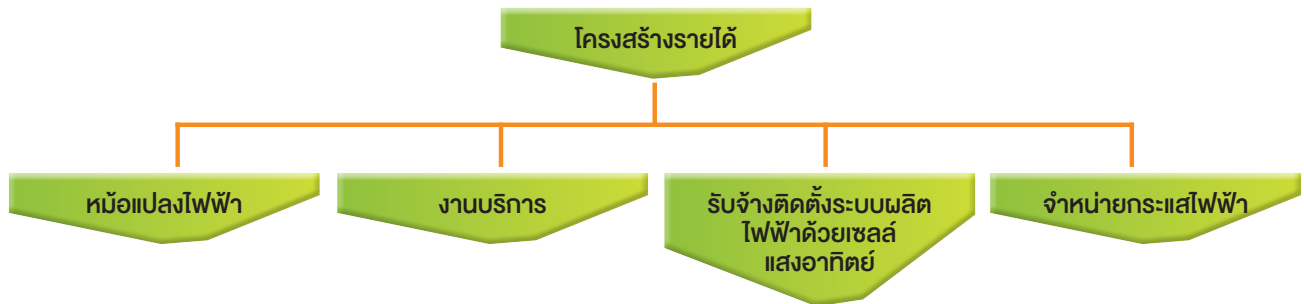 โครงสร้างรายได้
หม้อแปลงไฟฟ้า
งานบริการ
รับจ้างติดตั้งระบบผลิต
ไฟฟ้าด้วยเซลล์
แสงอาทิตย์
จำหน่ายกระแสไฟฟ้า